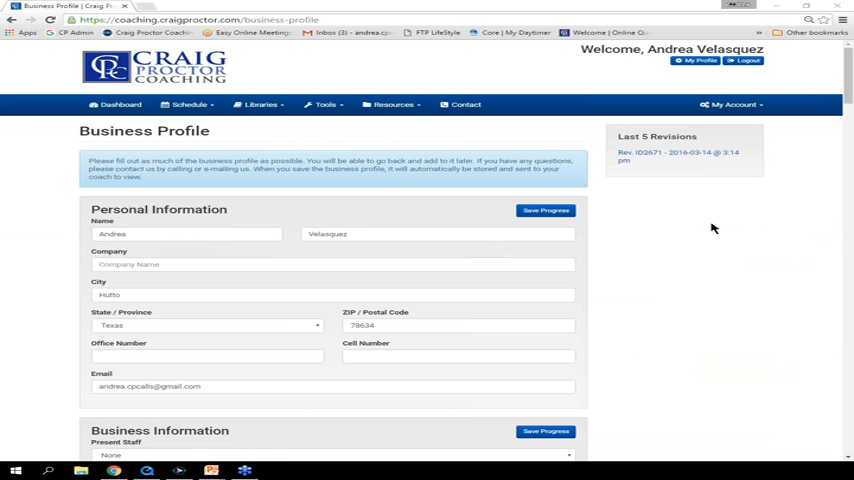 Business Profile | Craig P
https://coaching.craigproctor.com/business-profile
Apps CP Admin Craig Proctor Coachin Easy Online Meeting Inbox (3) - andrea.cp FTP LifeStyle Core | My Daytimer Welcome | Online Qu » Other bookmarks
Welcome, Andrea Velasquez
My Profile Logout
CRAIG
PROCTOR
COACHING
Dashboard Schedule Libraries Tools Resources Contact My Account
Business Profile
Last 5 Revisions
Rev. ID2671 - 2016-03-14 @ 3:14
pm
Please fill out as much of the business profile as possible. You will be able to go back and add to it later. If you have any questions,
please contact us by calling or e-mailing us. When you save the business profile, it will automatically be stored and sent to your
coach to view.
Personal Information Save Progress
Name
Andrea Velasquez
Company
Company Name
City
Hutto
State / Province ZIP / Postal Code
Texas 78634
Office Number Cell Number
Email
andrea.cpcalls@gmail.com
Business Information Save Progress
Present Staff
None